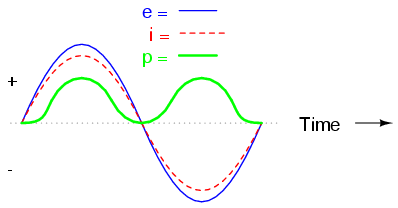 e =
i =
p =
+
Time
-